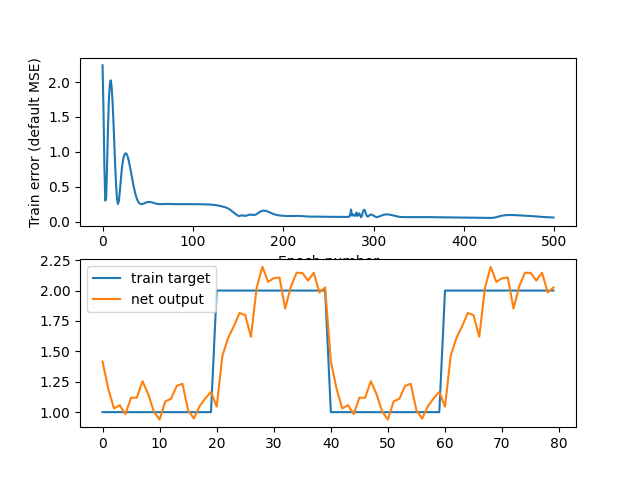 Train error (default MSE)
2.0
1.5
1.0
0.5
0.0
0 100 200 300 400 500
Epoch number
2.25
2.00
1.75
1.50
1.25
1.00
train target
net output
0 10 20 30 40 50 60 70 80